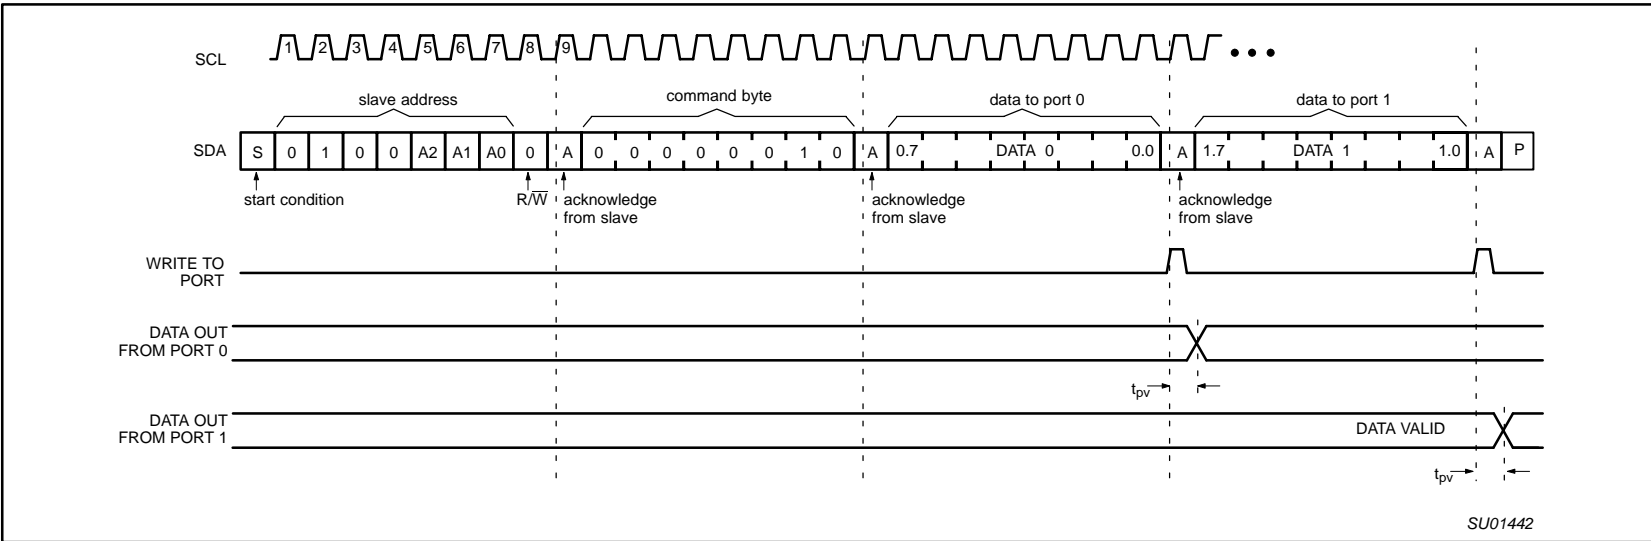 SCL 1 2 3 4 5 6 7 8 9
slave address command byte data to port 0 data to port 1
SDA S 0 1 0 0 A2 A1 A0 0 A 0 0 0 0 0 0 1 0 A 0.7 DATA 0 0.0 A 1.7 DATA 1 1.0 A P
start condition R/W̅ acknowledge acknowledge acknowledge
from slave from slave from slave
WRITE TO
PORT
DATA OUT
FROM PORT 0
tpv
DATA OUT
FROM PORT 1
DATA VALID
tpv
SU01442